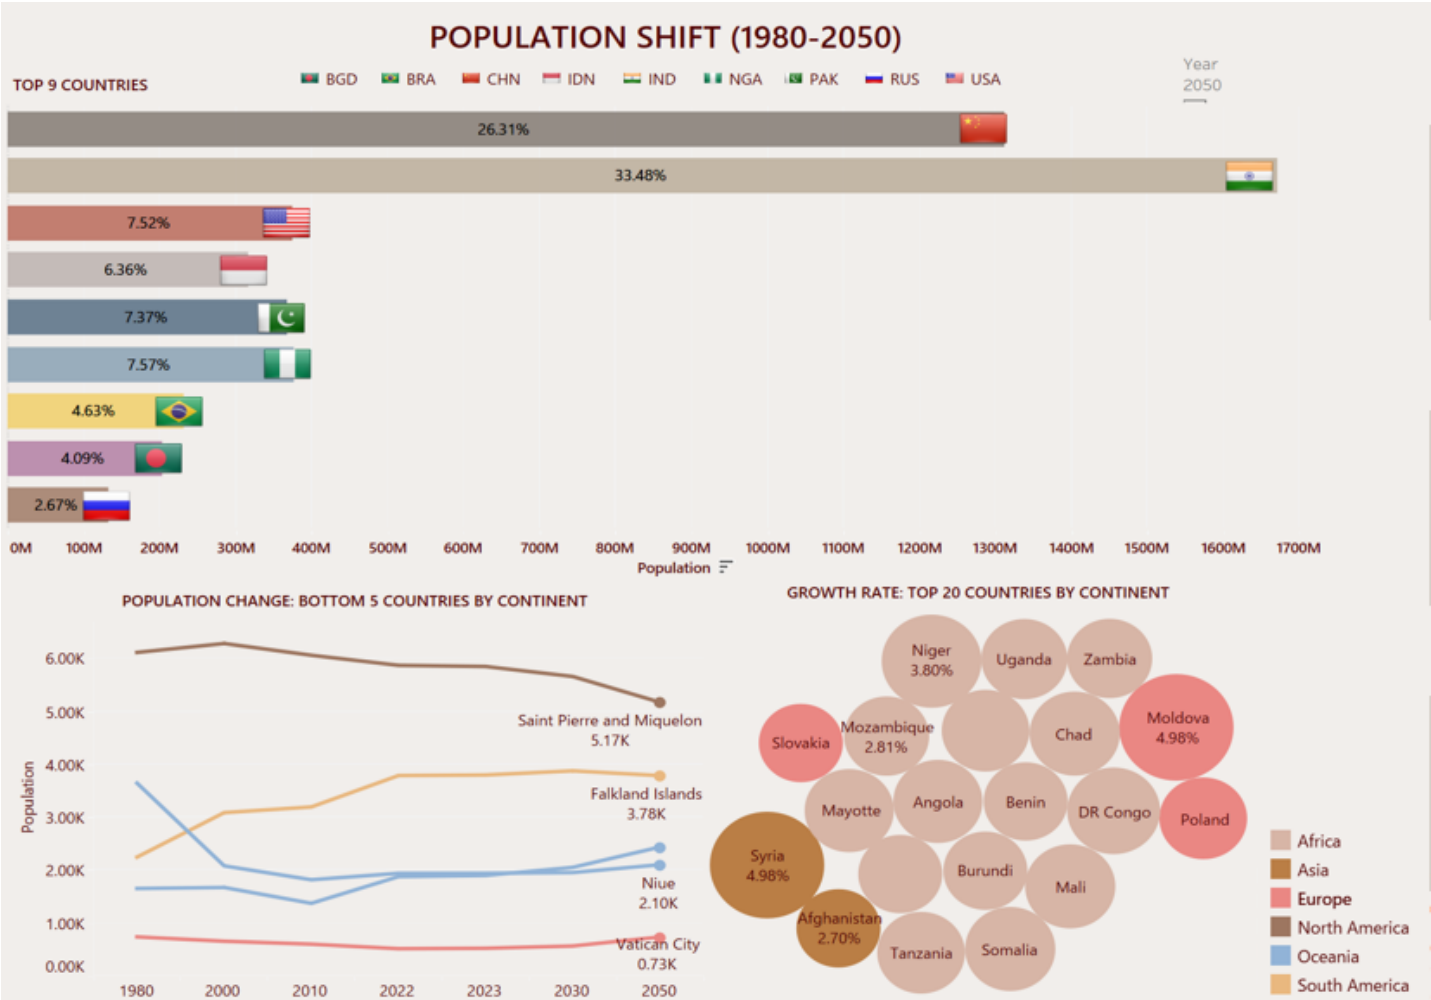 POPULATION SHIFT (1980-2050)
TOP 9 COUNTRIES
BGD BRA CHN IDN IND NGA PAK RUS USA
Year
2050
26.31%
33.48%
7.52%
6.36%
7.37%
7.57%
4.63%
4.09%
2.67%
0M 100M 200M 300M 400M 500M 600M 700M 800M 900M 1000M 1100M 1200M 1300M 1400M 1500M 1600M 1700M
Population
POPULATION CHANGE: BOTTOM 5 COUNTRIES BY CONTINENT
6.00K
5.00K
4.00K
3.00K
2.00K
1.00K
0.00K
Population
Saint Pierre and Miquelon
5.17K
Falkland Islands
3.78K
Niue
2.10K
Vatican City
0.73K
1980 2000 2010 2022 2023 2030 2050
GROWTH RATE: TOP 20 COUNTRIES BY CONTINENT
Niger
3.80%
Uganda
Zambia
Moldova
4.98%
Slovakia
Mozambique
2.81%
Chad
Mayotte
Angola
Benin
DR Congo
Poland
Syria
4.98%
Burundi
Mali
Afghanistan
2.70%
Tanzania
Somalia
Africa
Asia
Europe
North America
Oceania
South America